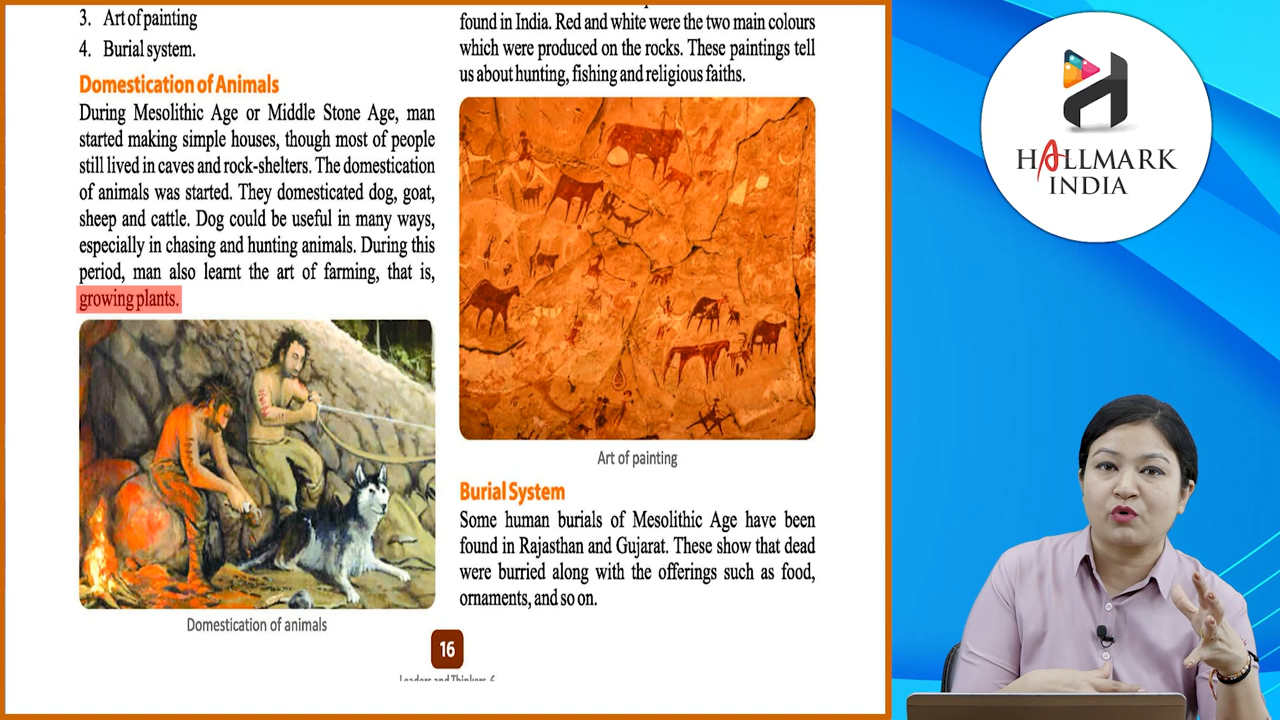 3. Art of painting
4. Burial system.
Domestication of Animals
During Mesolithic Age or Middle Stone Age, man
started making simple houses, though most of people
still lived in caves and rock-shelters. The domestication
of animals was started. They domesticated dog, goat,
sheep and cattle. Dog could be useful in many ways,
especially in chasing and hunting animals. During this
period, man also learnt the art of farming, that is,
growing plants.
Domestication of animals
found in India. Red and white were the two main colours
which were produced on the rocks. These paintings tell
us about hunting, fishing and religious faiths.
Art of painting
Burial System
Some human burials of Mesolithic Age have been
found in Rajasthan and Gujarat. These show that dead
were burried along with the offerings such as food,
ornaments, and so on.
16
Leaders and Thinkers-6
HALLMARK
INDIA